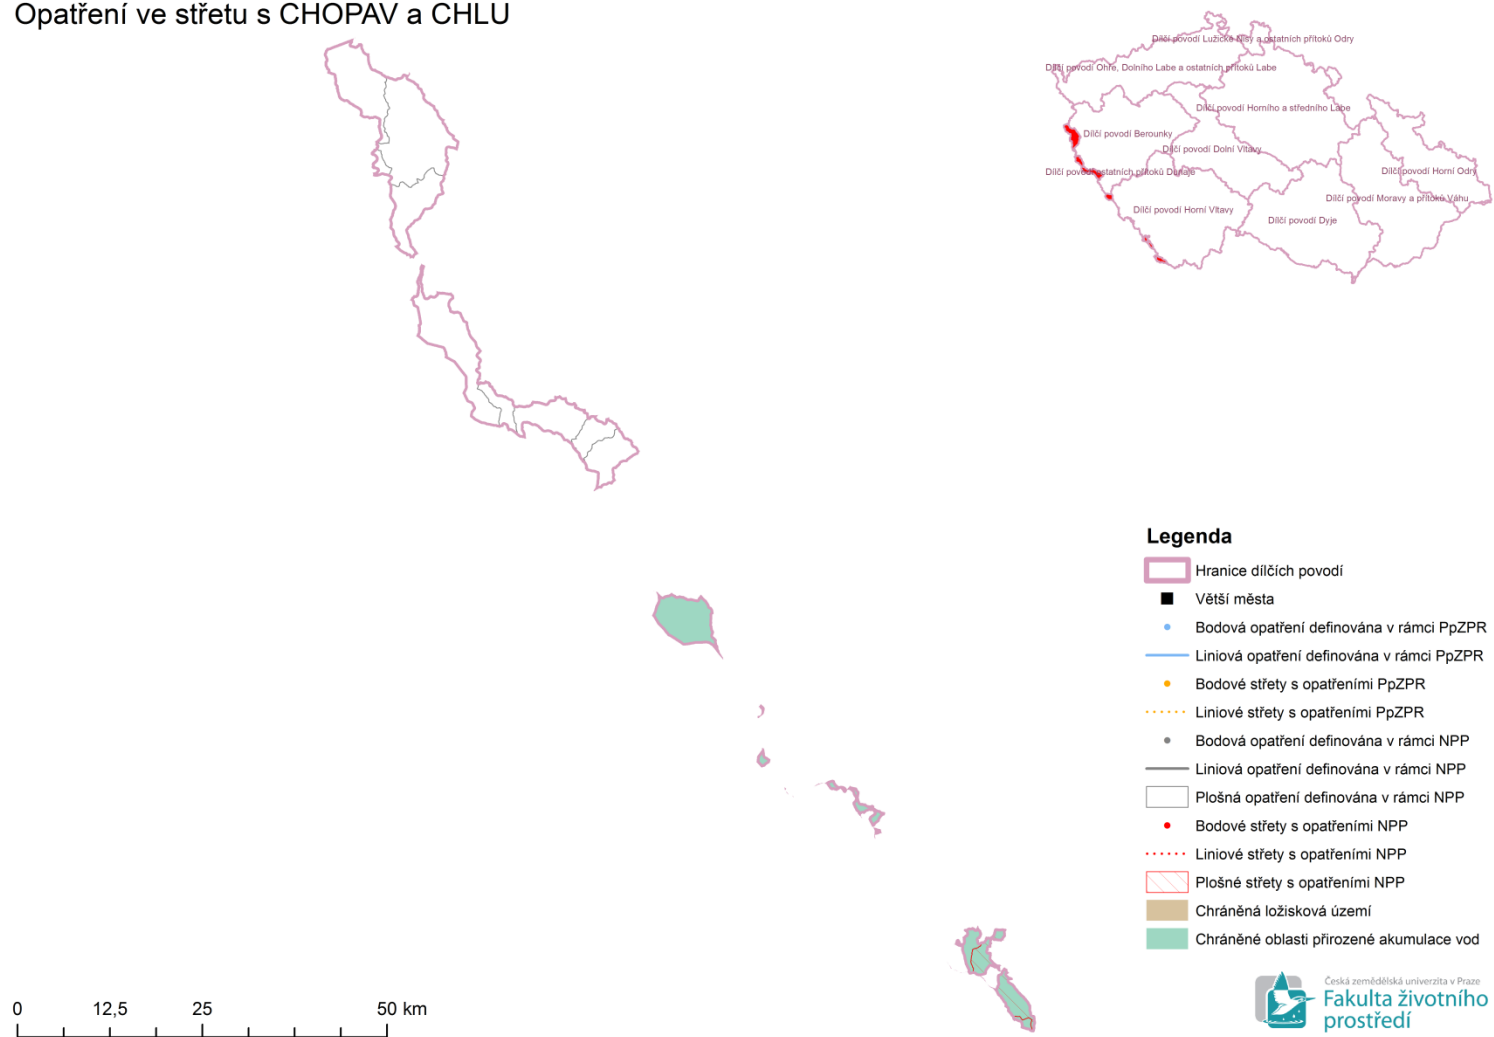 Opatření ve střetu s CHOPAV a CHLU
Dílčí povodí Lužické Nisy a ostatních přítoků Odry
Dílčí povodí Ohře, Dolního Labe a ostatních přítoků Labe
Dílčí povodí Horního a středního Labe
Dílčí povodí Berounky
Dílčí povodí Dolní Vltavy
Dílčí povodí ostatních přítoků Dunaje
Dílčí povodí Horní Odry
Dílčí povodí Moravy a přítoků Váhu
Dílčí povodí Horní Vltavy
Dílčí povodí Dyje
Legenda
Hranice dílčích povodí
Větší města
Bodová opatření definována v rámci PpZPR
Liniová opatření definována v rámci PpZPR
Bodové střety s opatřeními PpZPR
Liniové střety s opatřeními PpZPR
Bodová opatření definována v rámci NPP
Liniová opatření definována v rámci NPP
Plošná opatření definována v rámci NPP
Bodové střety s opatřeními NPP
Liniové střety s opatřeními NPP
Plošné střety s opatřeními NPP
Chráněná ložisková území
Chráněné oblasti přirozené akumulace vod
0 12,5 25 50 km
Česká zemědělská univerzita v Praze
Fakulta životního
prostředí